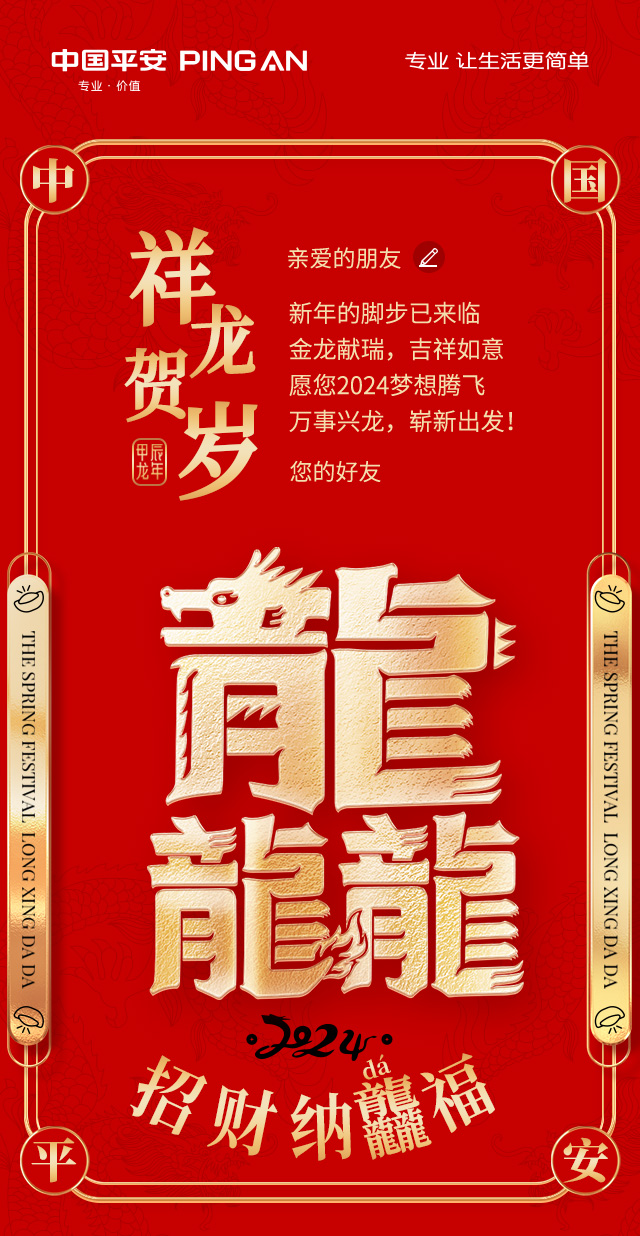 中国平安 PING AN
专业·价值
专业 让生活更简单
中
国
祥龙贺岁
甲辰龙年
亲爱的朋友
新年的脚步已来临
金龙献瑞，吉祥如意
愿您2024梦想腾飞
万事兴龙，崭新出发！
您的好友
THE SPRING FESTIVAL LONG XING DA DA
THE SPRING FESTIVAL LONG XING DA DA
龍
龍龍
2024
dá
招财纳龘福
平
安